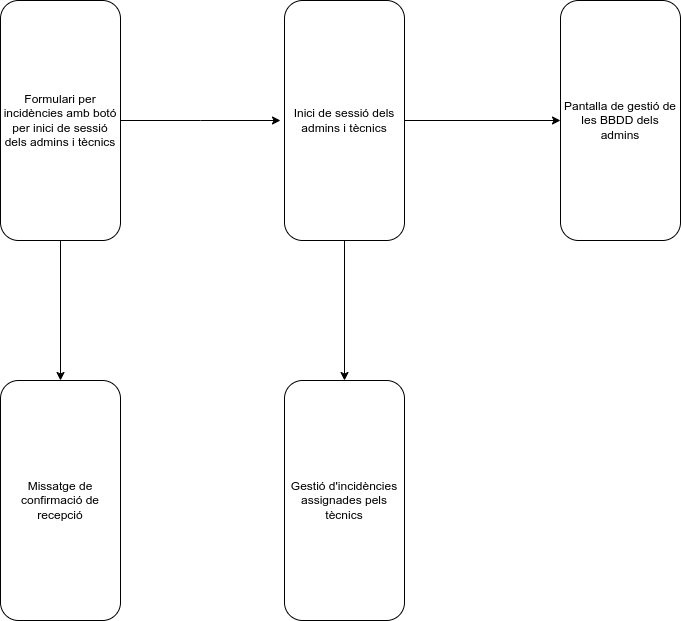 Formulari per
incidències amb botó
per inici de sessió
dels admins i tècnics
Inici de sessió dels
admins i tècnics
Pantalla de gestió de
les BBDD dels
admins
Missatge de
confirmació de
recepció
Gestió d'incidències
assignades pels
tècnics